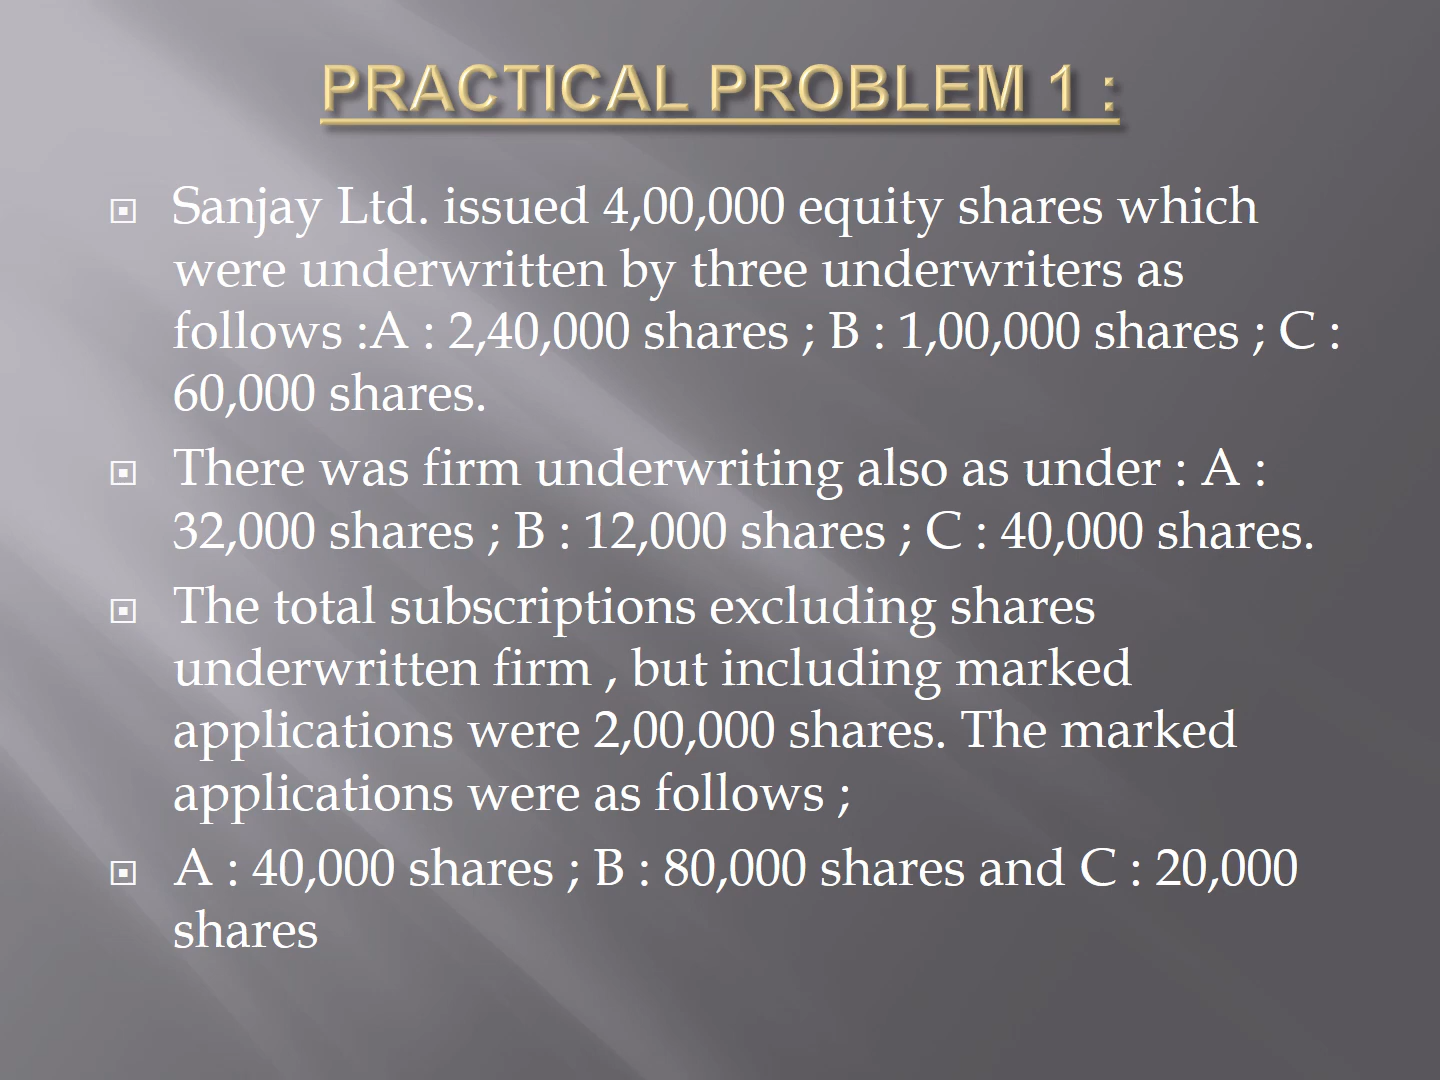 PRACTICAL PROBLEM 1 :
Sanjay Ltd. issued 4,00,000 equity shares which
were underwritten by three underwriters as
follows :A : 2,40,000 shares ; B : 1,00,000 shares ; C :
60,000 shares.
There was firm underwriting also as under : A :
32,000 shares ; B : 12,000 shares ; C : 40,000 shares.
The total subscriptions excluding shares
underwritten firm , but including marked
applications were 2,00,000 shares. The marked
applications were as follows ;
A : 40,000 shares ; B : 80,000 shares and C : 20,000
shares